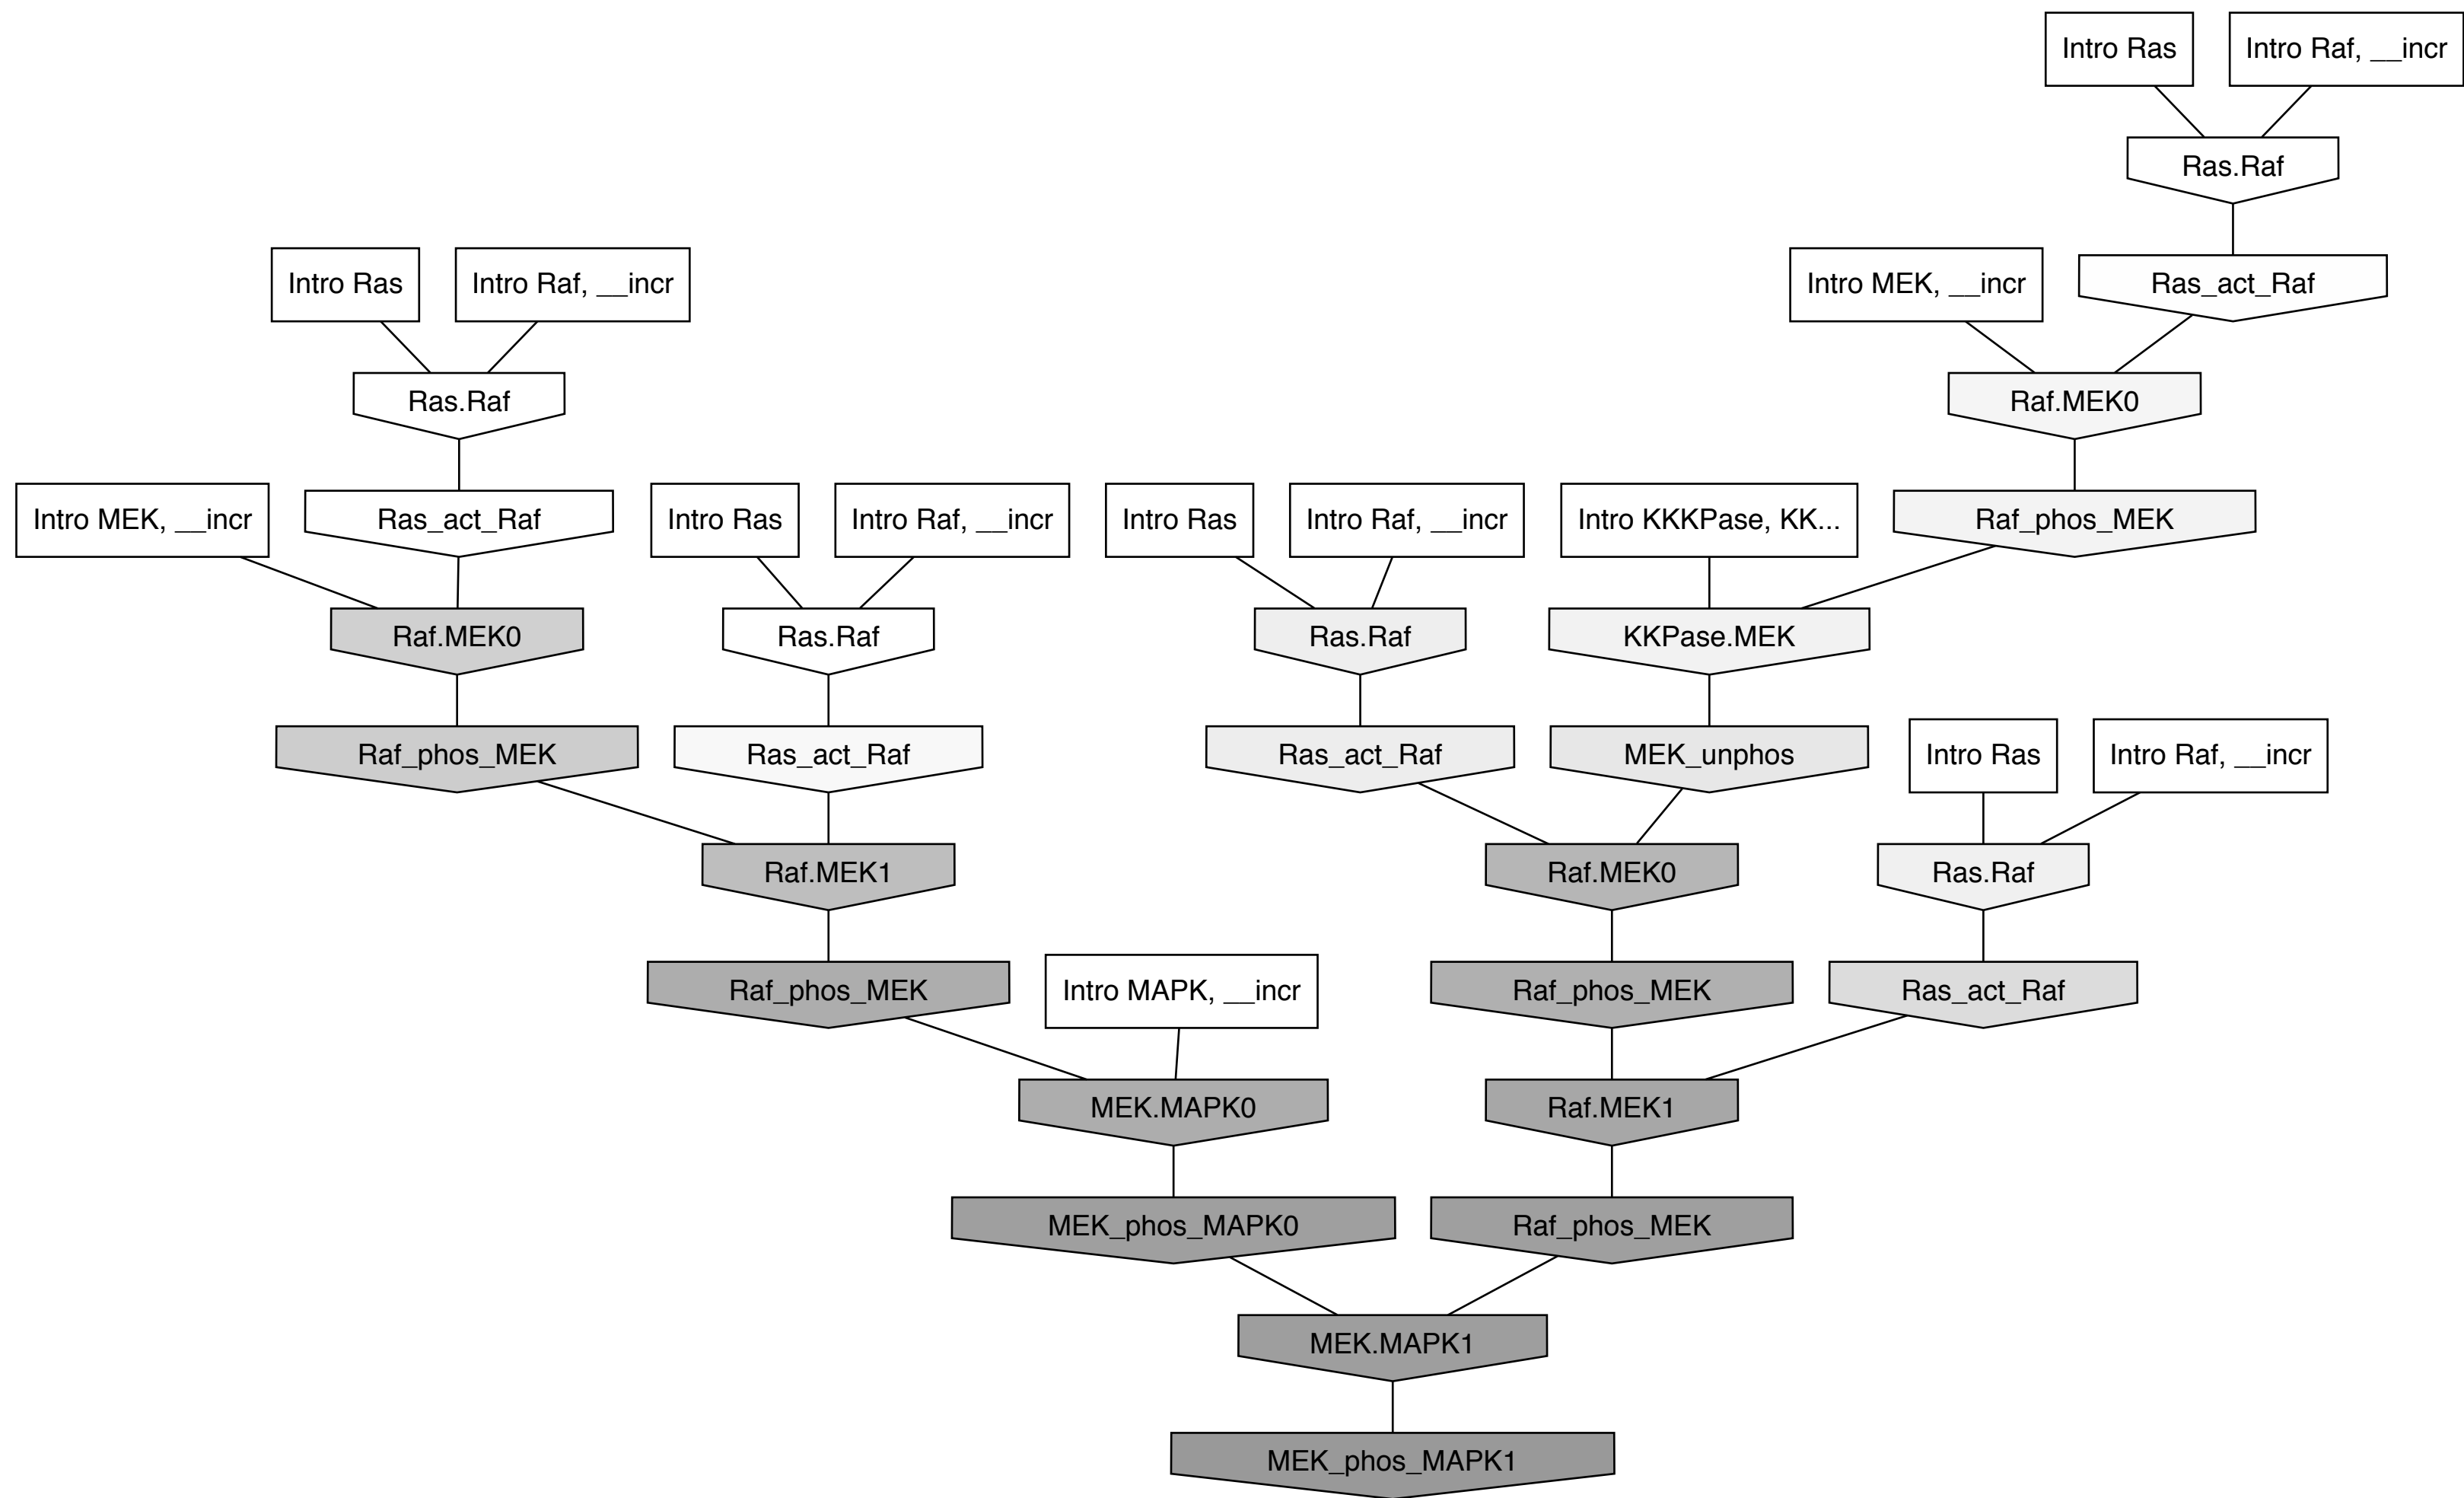 Intro Ras
Intro Raf, __incr
Ras.Raf
Intro Ras
Intro Raf, __incr
Intro MEK, __incr
Ras_act_Raf
Ras.Raf
Raf.MEK0
Intro MEK, __incr
Ras_act_Raf
Intro Ras
Intro Raf, __incr
Intro Ras
Intro Raf, __incr
Intro KKKPase, KK...
Raf_phos_MEK
Raf.MEK0
Ras.Raf
Ras.Raf
KKPase.MEK
Raf_phos_MEK
Ras_act_Raf
Ras_act_Raf
MEK_unphos
Intro Ras
Intro Raf, __incr
Raf.MEK1
Raf.MEK0
Ras.Raf
Raf_phos_MEK
Intro MAPK, __incr
Raf_phos_MEK
Ras_act_Raf
MEK.MAPK0
Raf.MEK1
MEK_phos_MAPK0
Raf_phos_MEK
MEK.MAPK1
MEK_phos_MAPK1